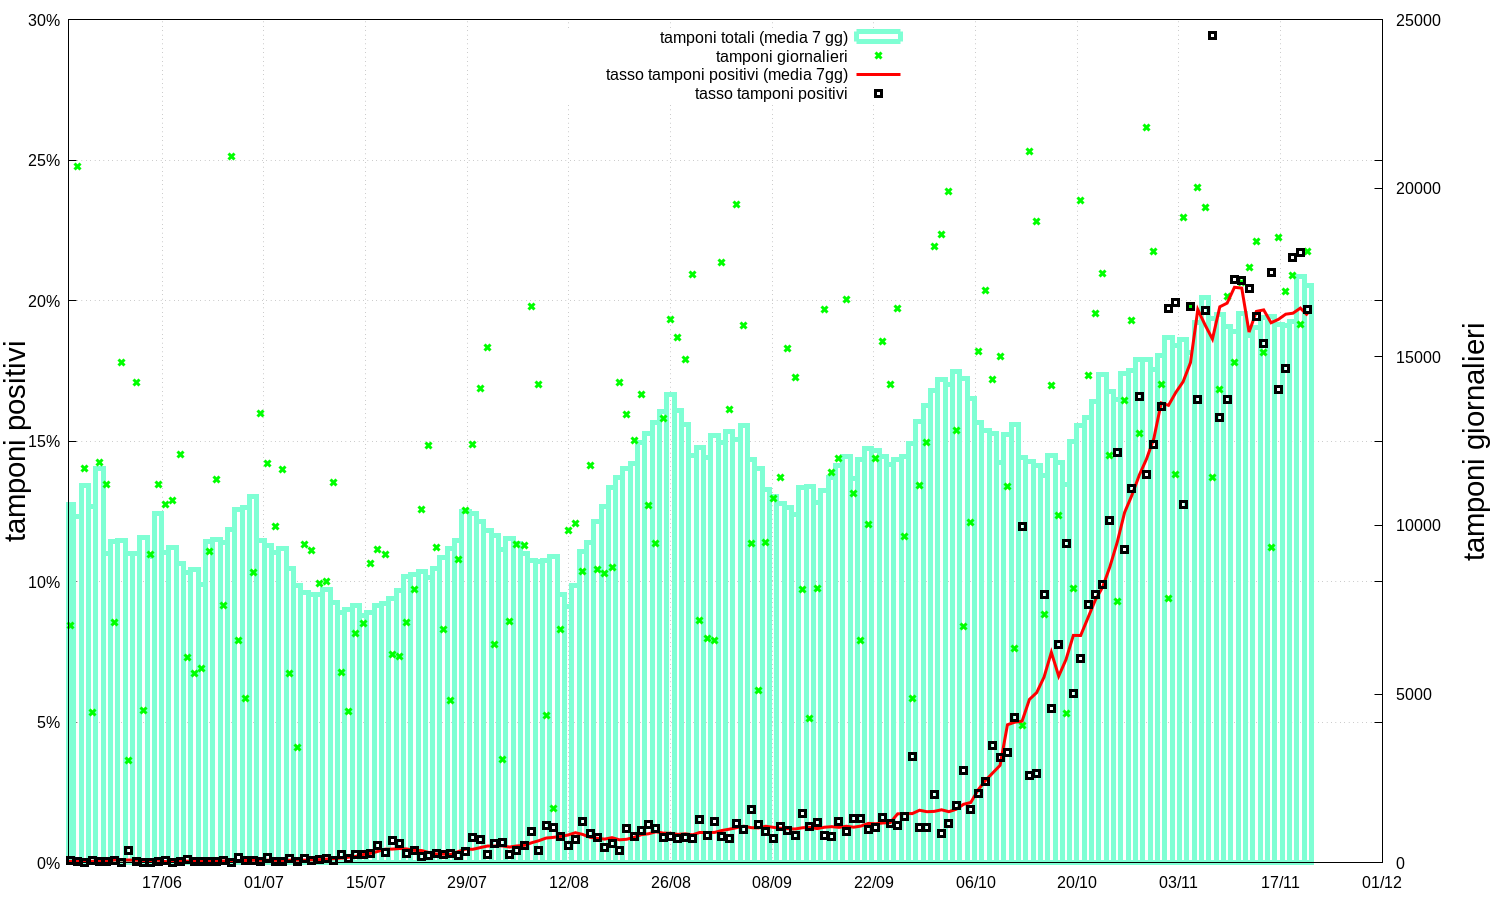 30%
25%
20%
15%
10%
5%
0%
tamponi positivi
tamponi totali (media 7 gg)
tamponi giornalieri
tasso tamponi positivi (media 7gg)
tasso tamponi positivi
25000
20000
15000
10000
5000
0
tamponi giornalieri
17/06 01/07 15/07 29/07 12/08 26/08 08/09 22/09 06/10 20/10 03/11 17/11 01/12